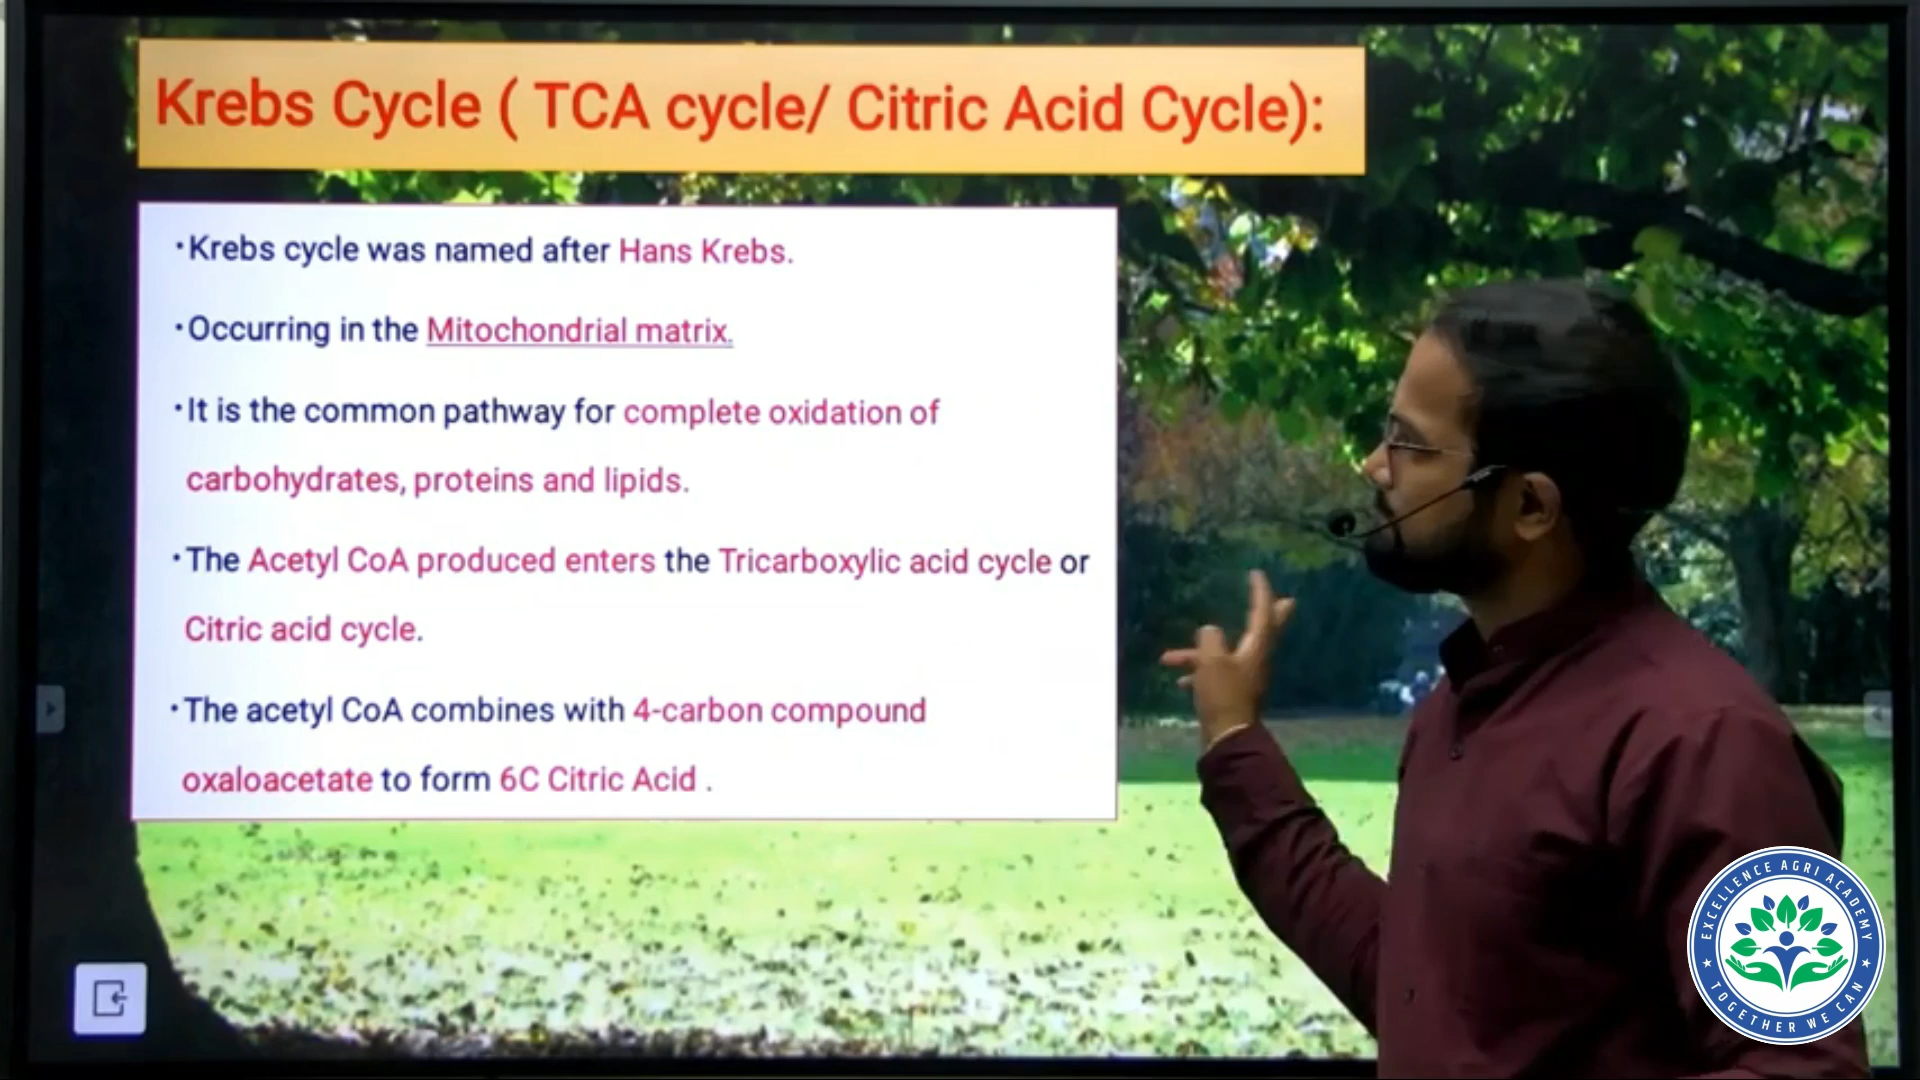 Krebs Cycle ( TCA cycle/ Citric Acid Cycle):
•Krebs cycle was named after Hans Krebs.
•Occurring in the Mitochondrial matrix.
•It is the common pathway for complete oxidation of
carbohydrates, proteins and lipids.
•The Acetyl CoA produced enters the Tricarboxylic acid cycle or
Citric acid cycle.
•The acetyl CoA combines with 4-carbon compound
oxaloacetate to form 6C Citric Acid .
EXCELLENCE AGRI ACADEMY
TOGETHER WE CAN